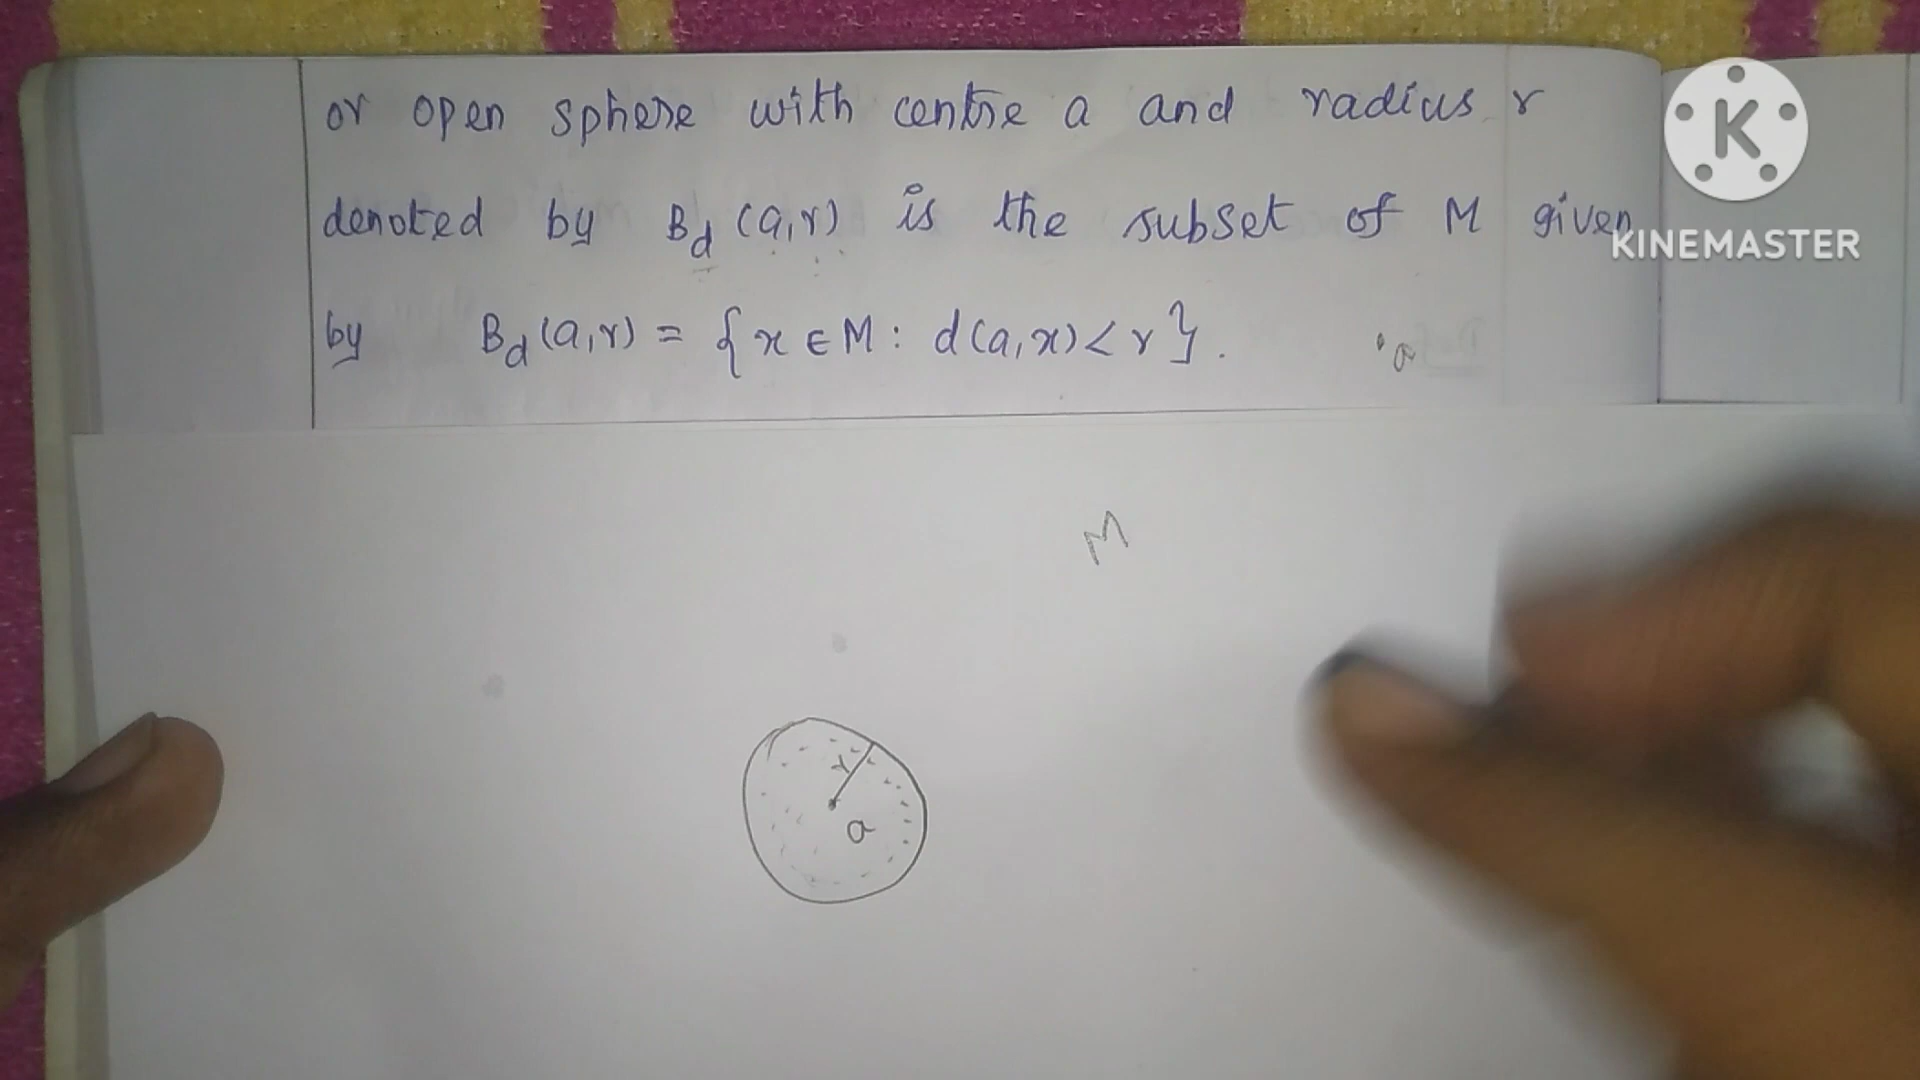 or open sphere with centre a and radius r
K
denoted by B_d (a,r) is the subset of M given
KINEMASTER
by B_d (a,r) = {x ∈ M : d(a,x) < r}.
a
M
r
a